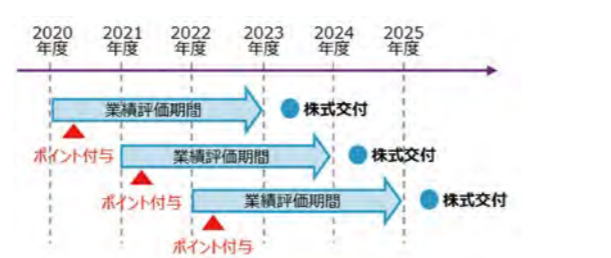 2020 2021 2022 2023 2024 2025
年度 年度 年度 年度 年度 年度
業績評価期間 株式交付
ポイント付与 業績評価期間 株式交付
ポイント付与 業績評価期間 株式交付
ポイント付与